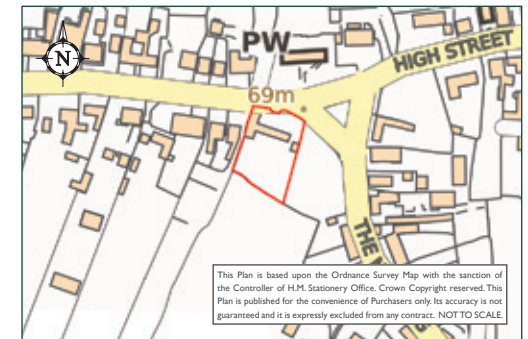 N
PW
HIGH STREET
69m
THE
This Plan is based upon the Ordnance Survey Map with the sanction of
the Controller of H.M. Stationery Office. Crown Copyright reserved. This
Plan is published for the convenience of Purchasers only. Its accuracy is not
guaranteed and it is expressly excluded from any contract. NOT TO SCALE.